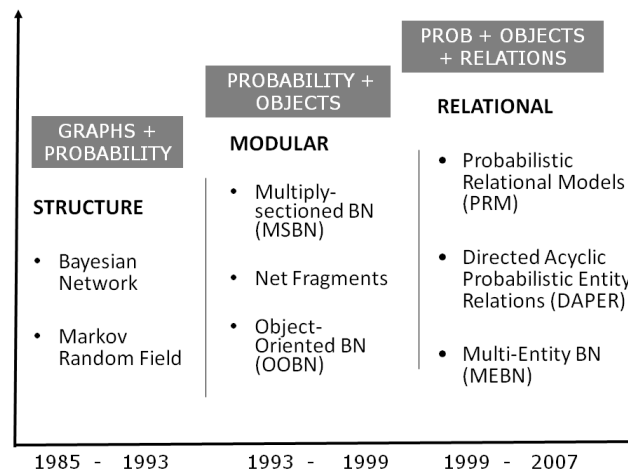 GRAPHS +
PROBABILITY
STRUCTURE
• Bayesian
Network
• Markov
Random Field
1985 - 1993
PROBABILITY +
OBJECTS
MODULAR
• Multiply-
sectioned BN
(MSBN)
• Net Fragments
• Object-
Oriented BN
(OOBN)
1993 - 1999
PROB + OBJECTS
+ RELATIONS
RELATIONAL
• Probabilistic
Relational Models
(PRM)
• Directed Acyclic
Probabilistic Entity
Relations (DAPER)
• Multi-Entity BN
(MEBN)
1999 - 2007